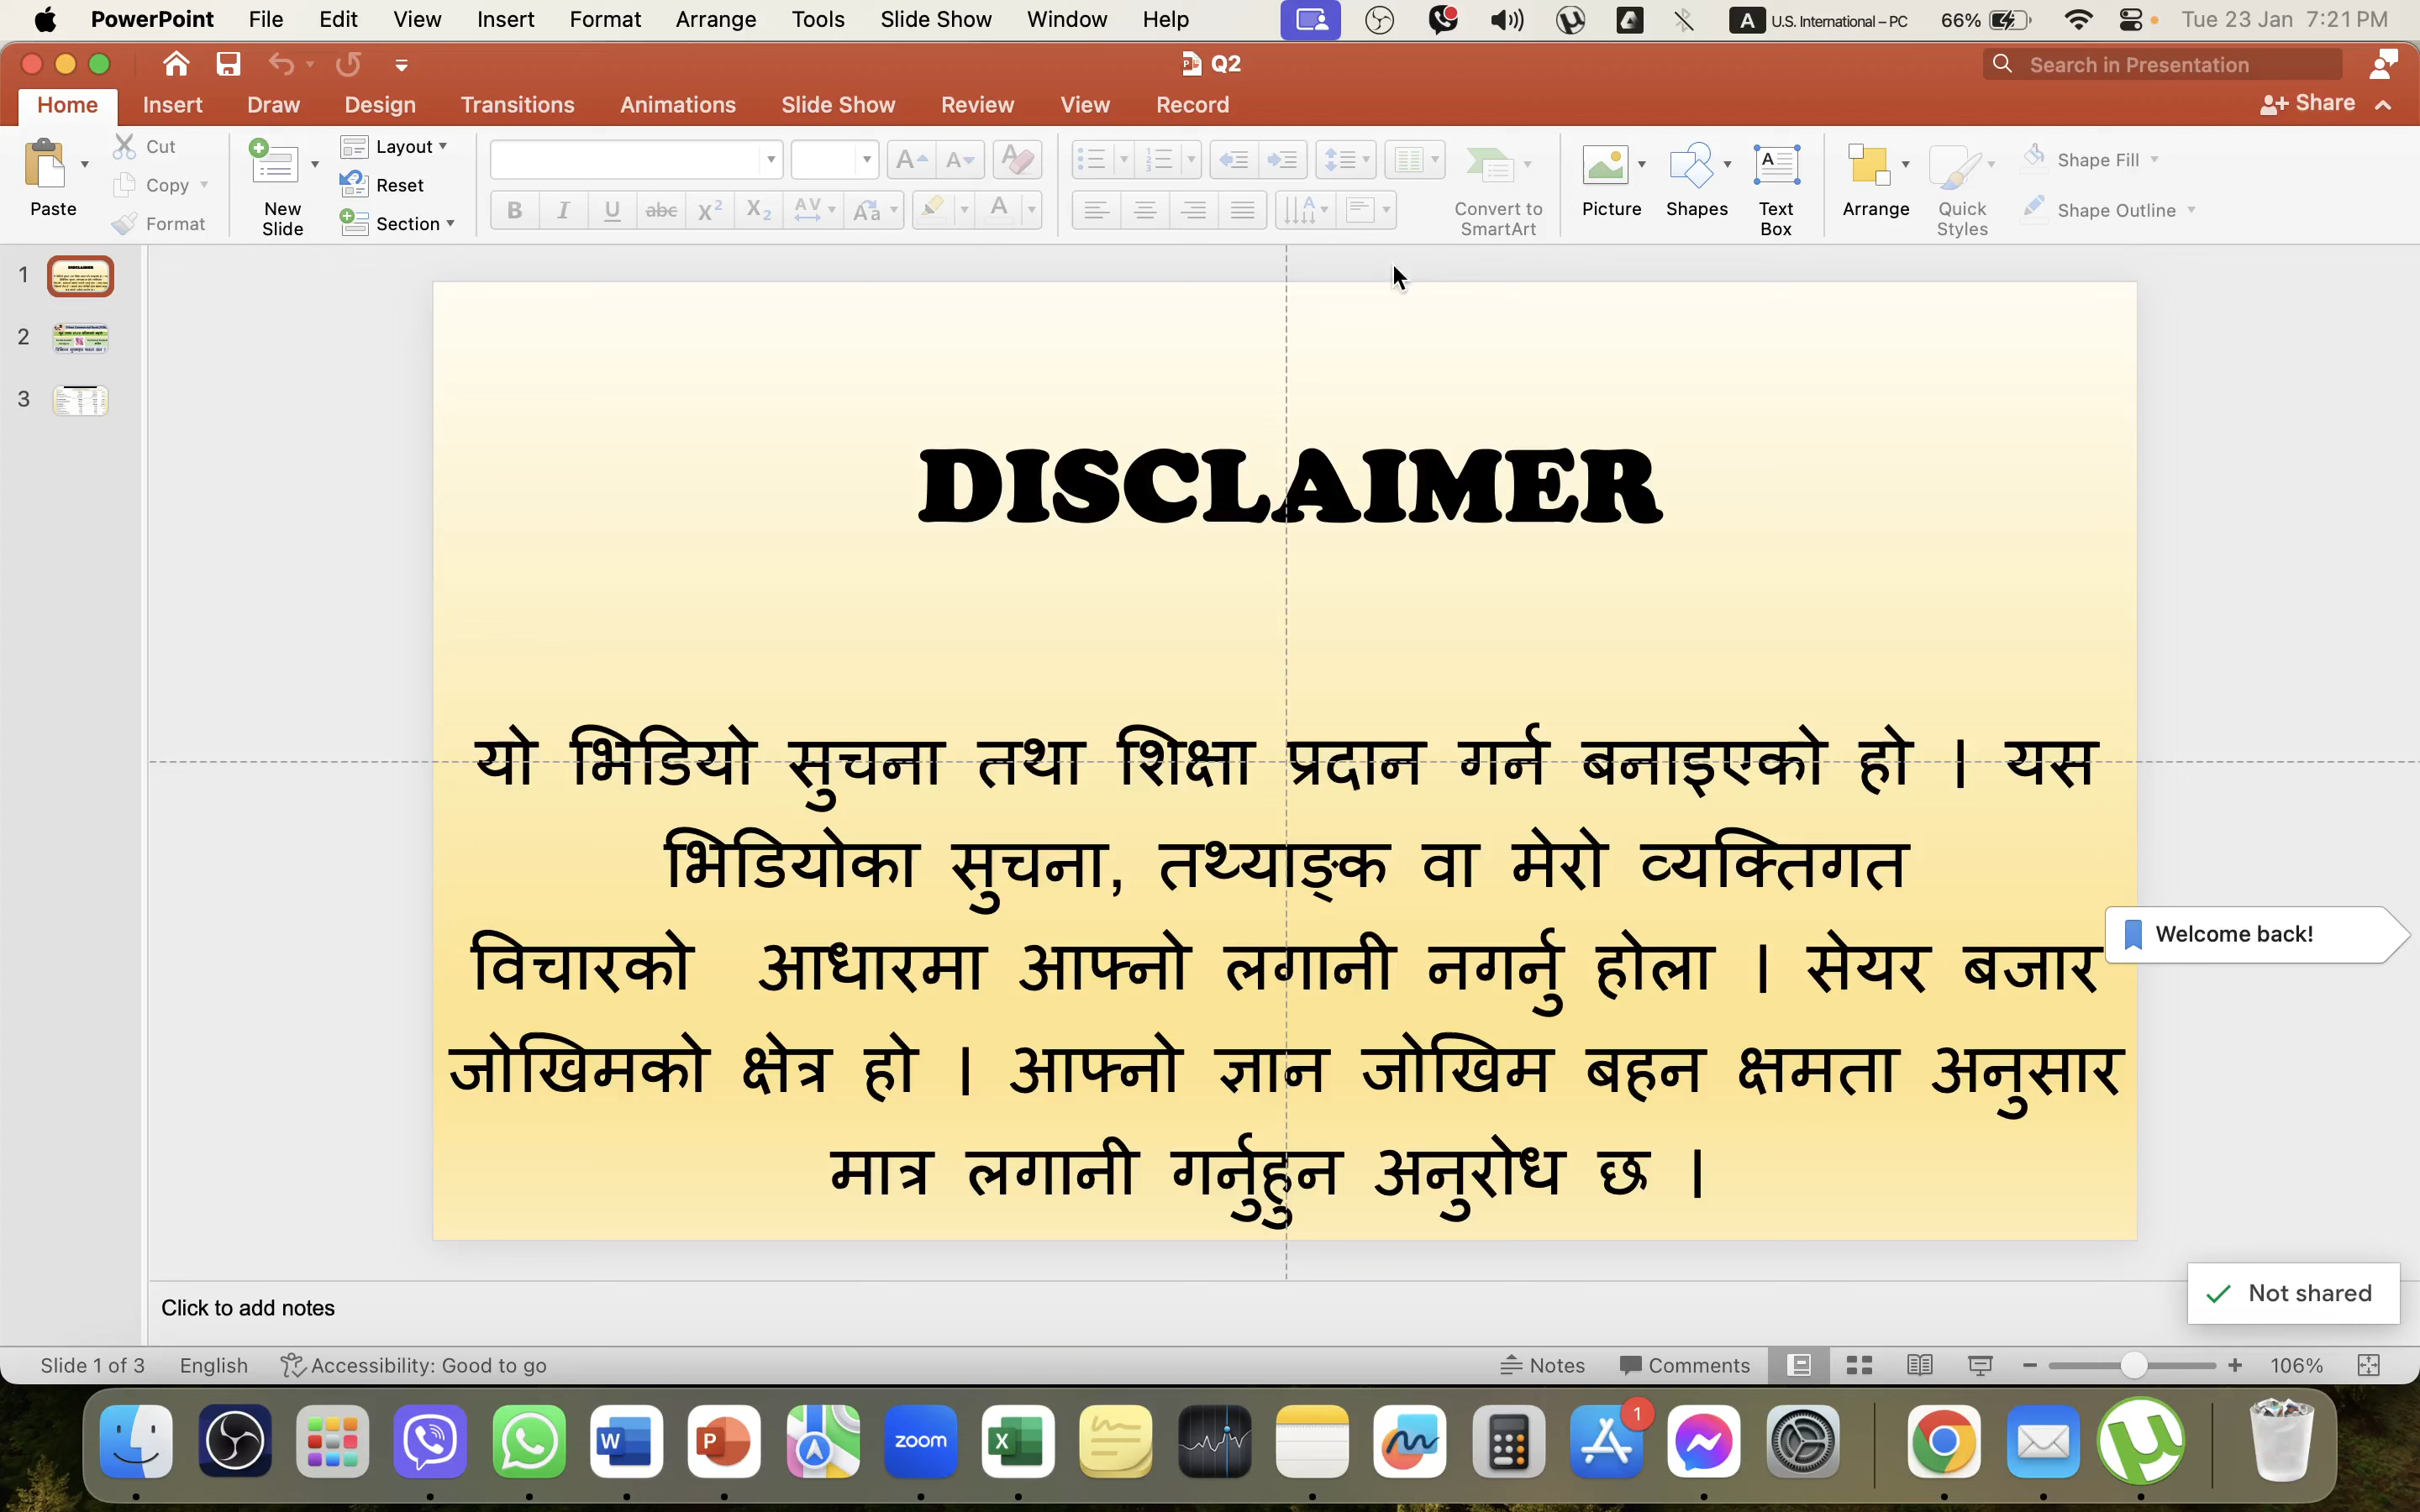 PowerPoint File Edit View Insert Format Arrange Tools Slide Show Window Help A U.S. International – PC 66% Tue 23 Jan 7:21 PM
Q2 Search in Presentation
Home Insert Draw Design Transitions Animations Slide Show Review View Record Share
Paste Cut Copy Format
New Slide Layout Reset Section
Convert to SmartArt Picture Shapes Text Box Arrange Quick Styles Shape Fill Shape Outline
1
2
3
DISCLAIMER
यो भिडियो सुचना तथा शिक्षा प्रदान गर्न बनाइएको हो । यस
भिडियोका सुचना, तथ्याङ्क वा मेरो व्यक्तिगत
विचारको आधारमा आफ्नो लगानी नगर्नु होला । सेयर बजार
जोखिमको क्षेत्र हो । आफ्नो ज्ञान जोखिम बहन क्षमता अनुसार
मात्र लगानी गर्नुहुन अनुरोध छ ।
Welcome back!
Not shared
Click to add notes
Slide 1 of 3 English Accessibility: Good to go Notes Comments 106%
zoom
1